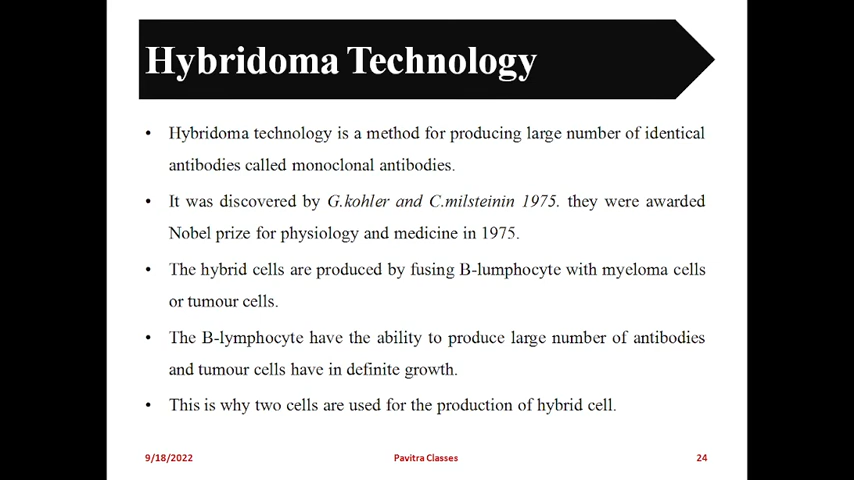 Hybridoma Technology
• Hybridoma technology is a method for producing large number of identical
antibodies called monoclonal antibodies.
• It was discovered by G.kohler and C.milsteinin 1975. they were awarded
Nobel prize for physiology and medicine in 1975.
• The hybrid cells are produced by fusing B-lumphocyte with myeloma cells
or tumour cells.
• The B-lymphocyte have the ability to produce large number of antibodies
and tumour cells have in definite growth.
• This is why two cells are used for the production of hybrid cell.
9/18/2022 Pavitra Classes 24